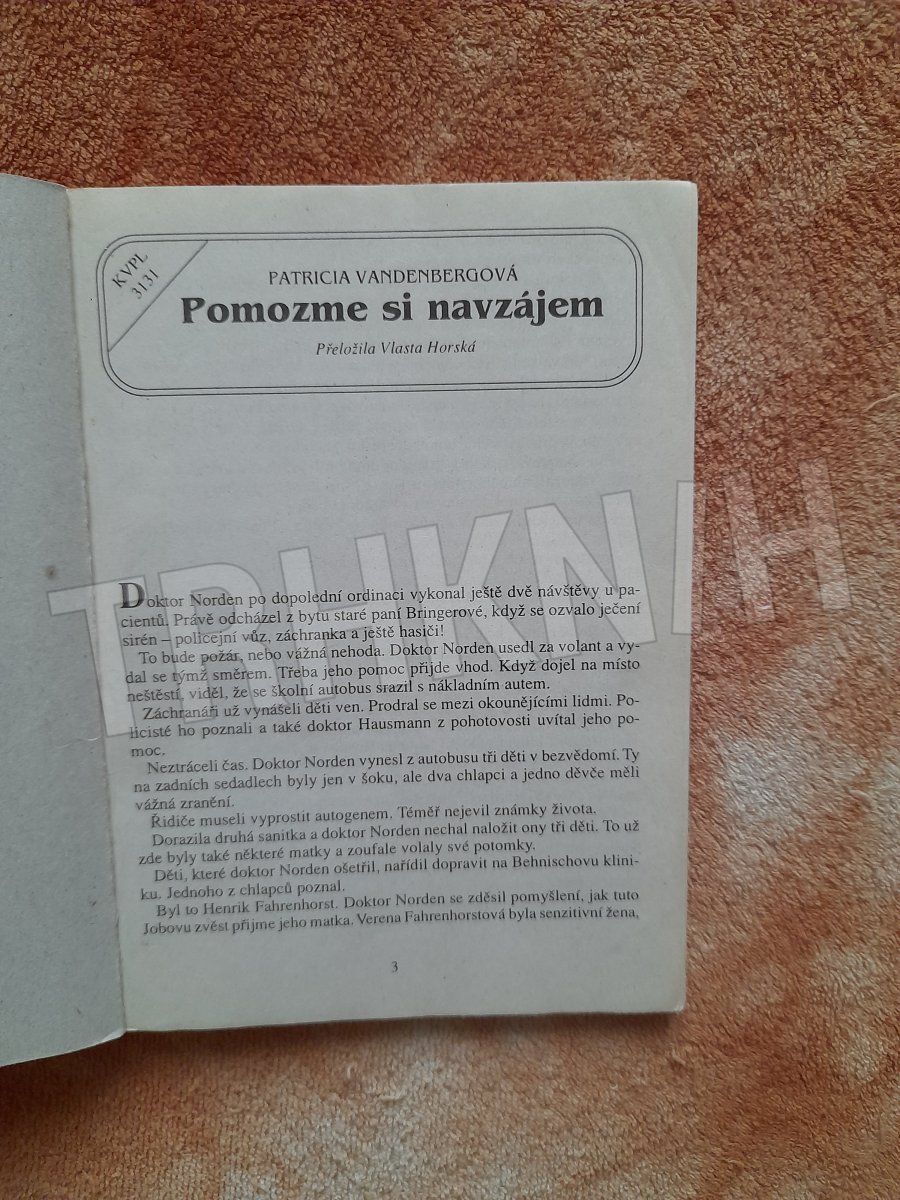 KVPL
3131
PATRICIA VANDENBERGOVÁ
Pomozme si navzájem
Přeložila Vlasta Horská
Doktor Norden po dopolední ordinaci vykonal ještě dvě návštěvy u pa-
cientů. Právě odcházel z bytu staré paní Bringerové, když se ozvalo ječení
sirén – policejní vůz, záchranka a ještě hasiči!
To bude požár, nebo vážná nehoda. Doktor Norden usedl za volant a vy-
dal se týmž směrem. Třeba jeho pomoc přijde vhod. Když dojel na místo
neštěstí, viděl, že se školní autobus srazil s nákladním autem.
Záchranáři už vynášeli děti ven. Prodral se mezi okounějícími lidmi. Po-
licisté ho poznali a také doktor Hausmann z pohotovosti uvítal jeho po-
moc.
Neztráceli čas. Doktor Norden vynesl z autobusu tři děti v bezvědomí. Ty
na zadních sedadlech byly jen v šoku, ale dva chlapci a jedno děvče měli
vážná zranění.
Řidiče museli vyprostit autogenem. Téměř nejevil známky života.
Dorazila druhá sanitka a doktor Norden nechal naložit ony tři děti. To už
zde byly také některé matky a zoufale volaly své potomky.
Děti, které doktor Norden ošetřil, nařídil dopravit na Behnischovu klini-
ku. Jednoho z chlapců poznal.
Byl to Henrik Fahrenhorst. Doktor Norden se zděsil pomyšlení, jak tuto
Jobovu zvěst přijme jeho matka. Verena Fahrenhorstová byla senzitivní žena,
3
TRHKNIH